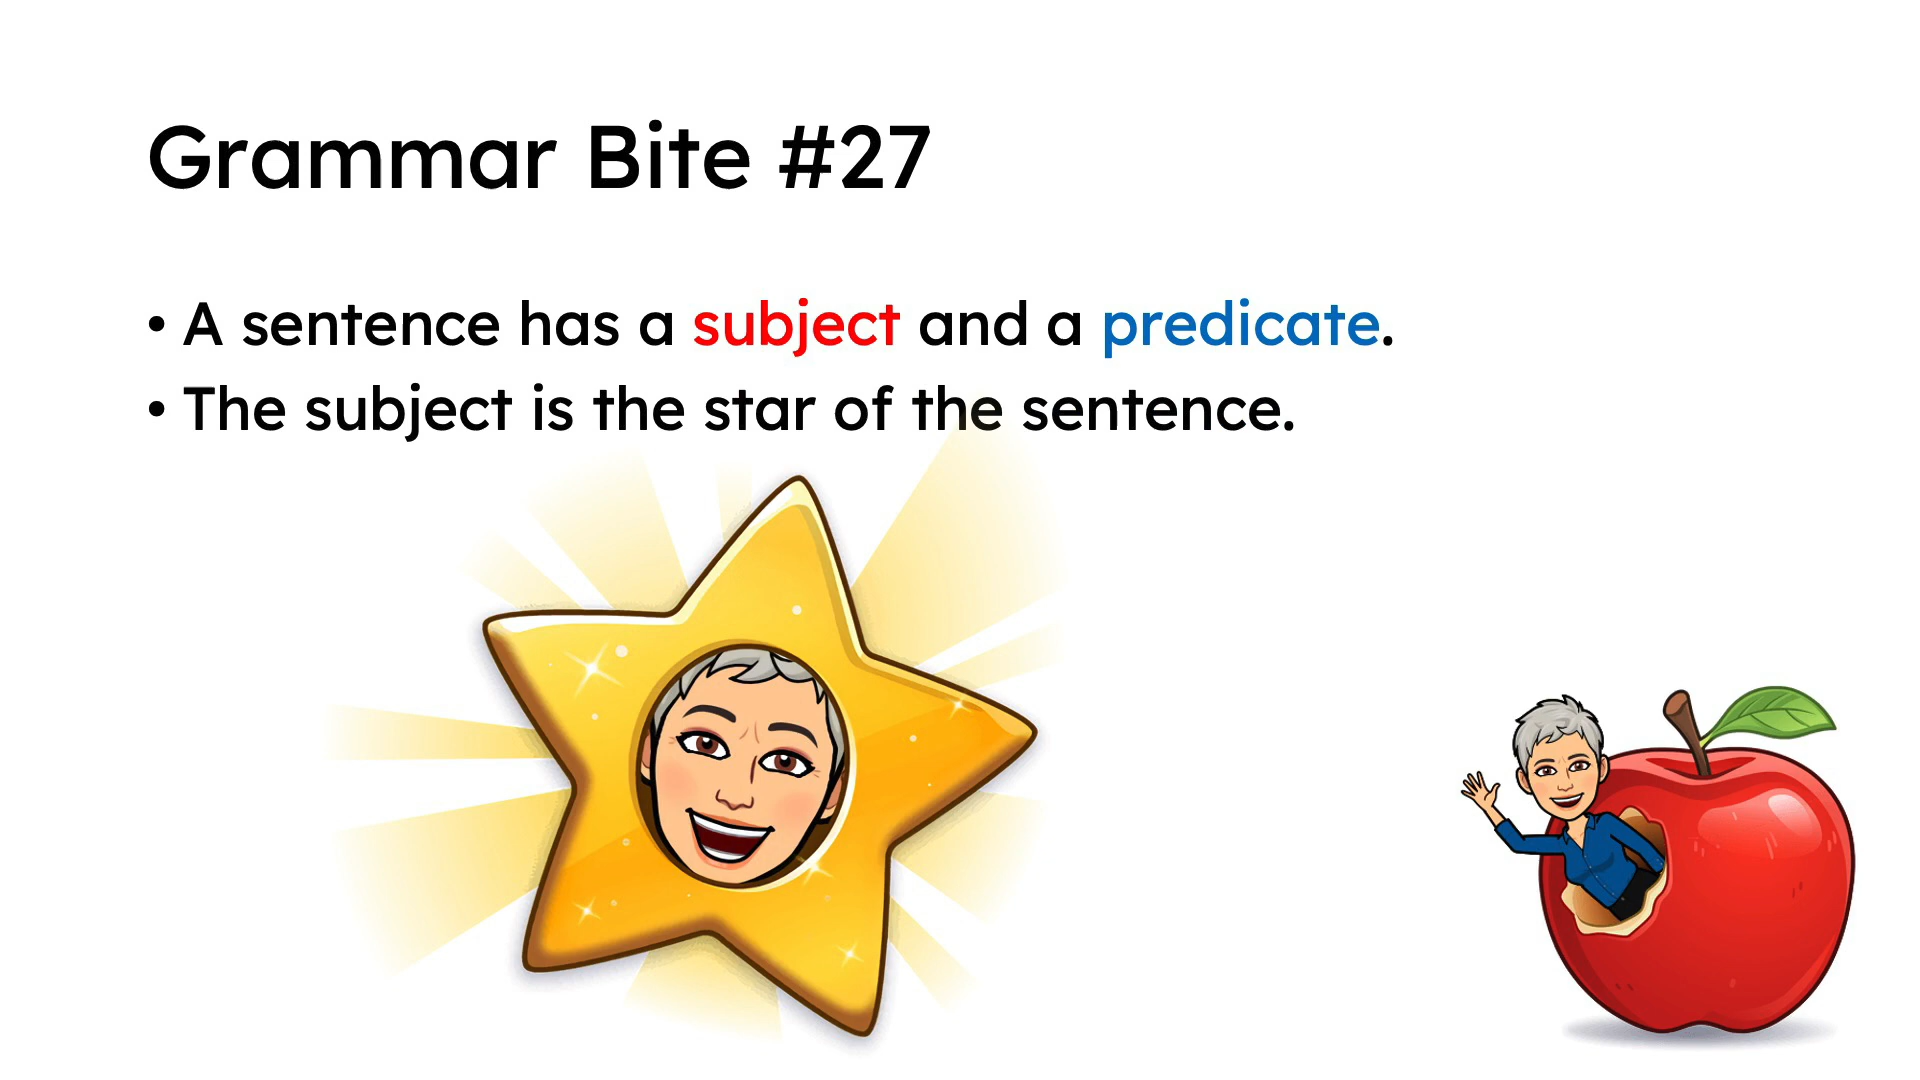 Grammar Bite #27
• A sentence has a subject and a predicate.
• The subject is the star of the sentence.